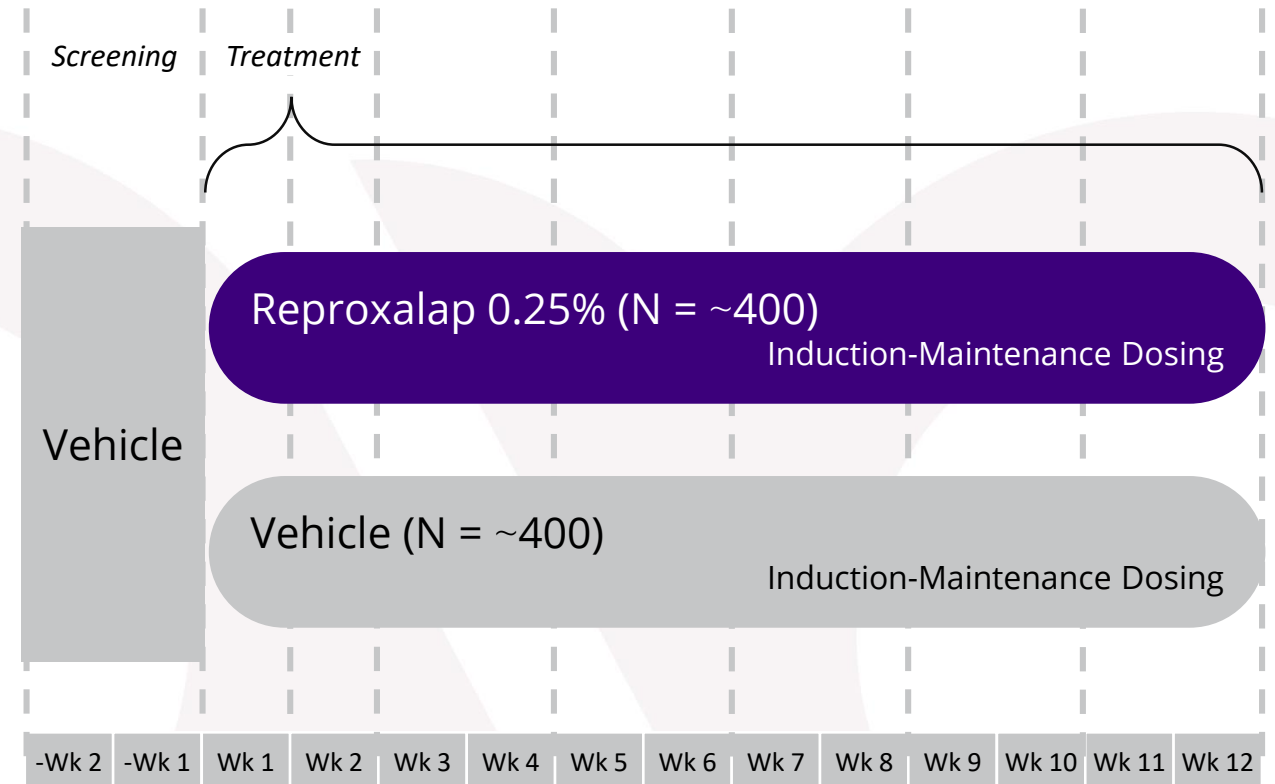 Screening Treatment
Reproxalap 0.25% (N = ~400)
Induction-Maintenance Dosing
Vehicle
Vehicle (N = ~400)
Induction-Maintenance Dosing
-Wk 2 -Wk 1 Wk 1 Wk 2 Wk 3 Wk 4 Wk 5 Wk 6 Wk 7 Wk 8 Wk 9 Wk 10 Wk 11 Wk 12